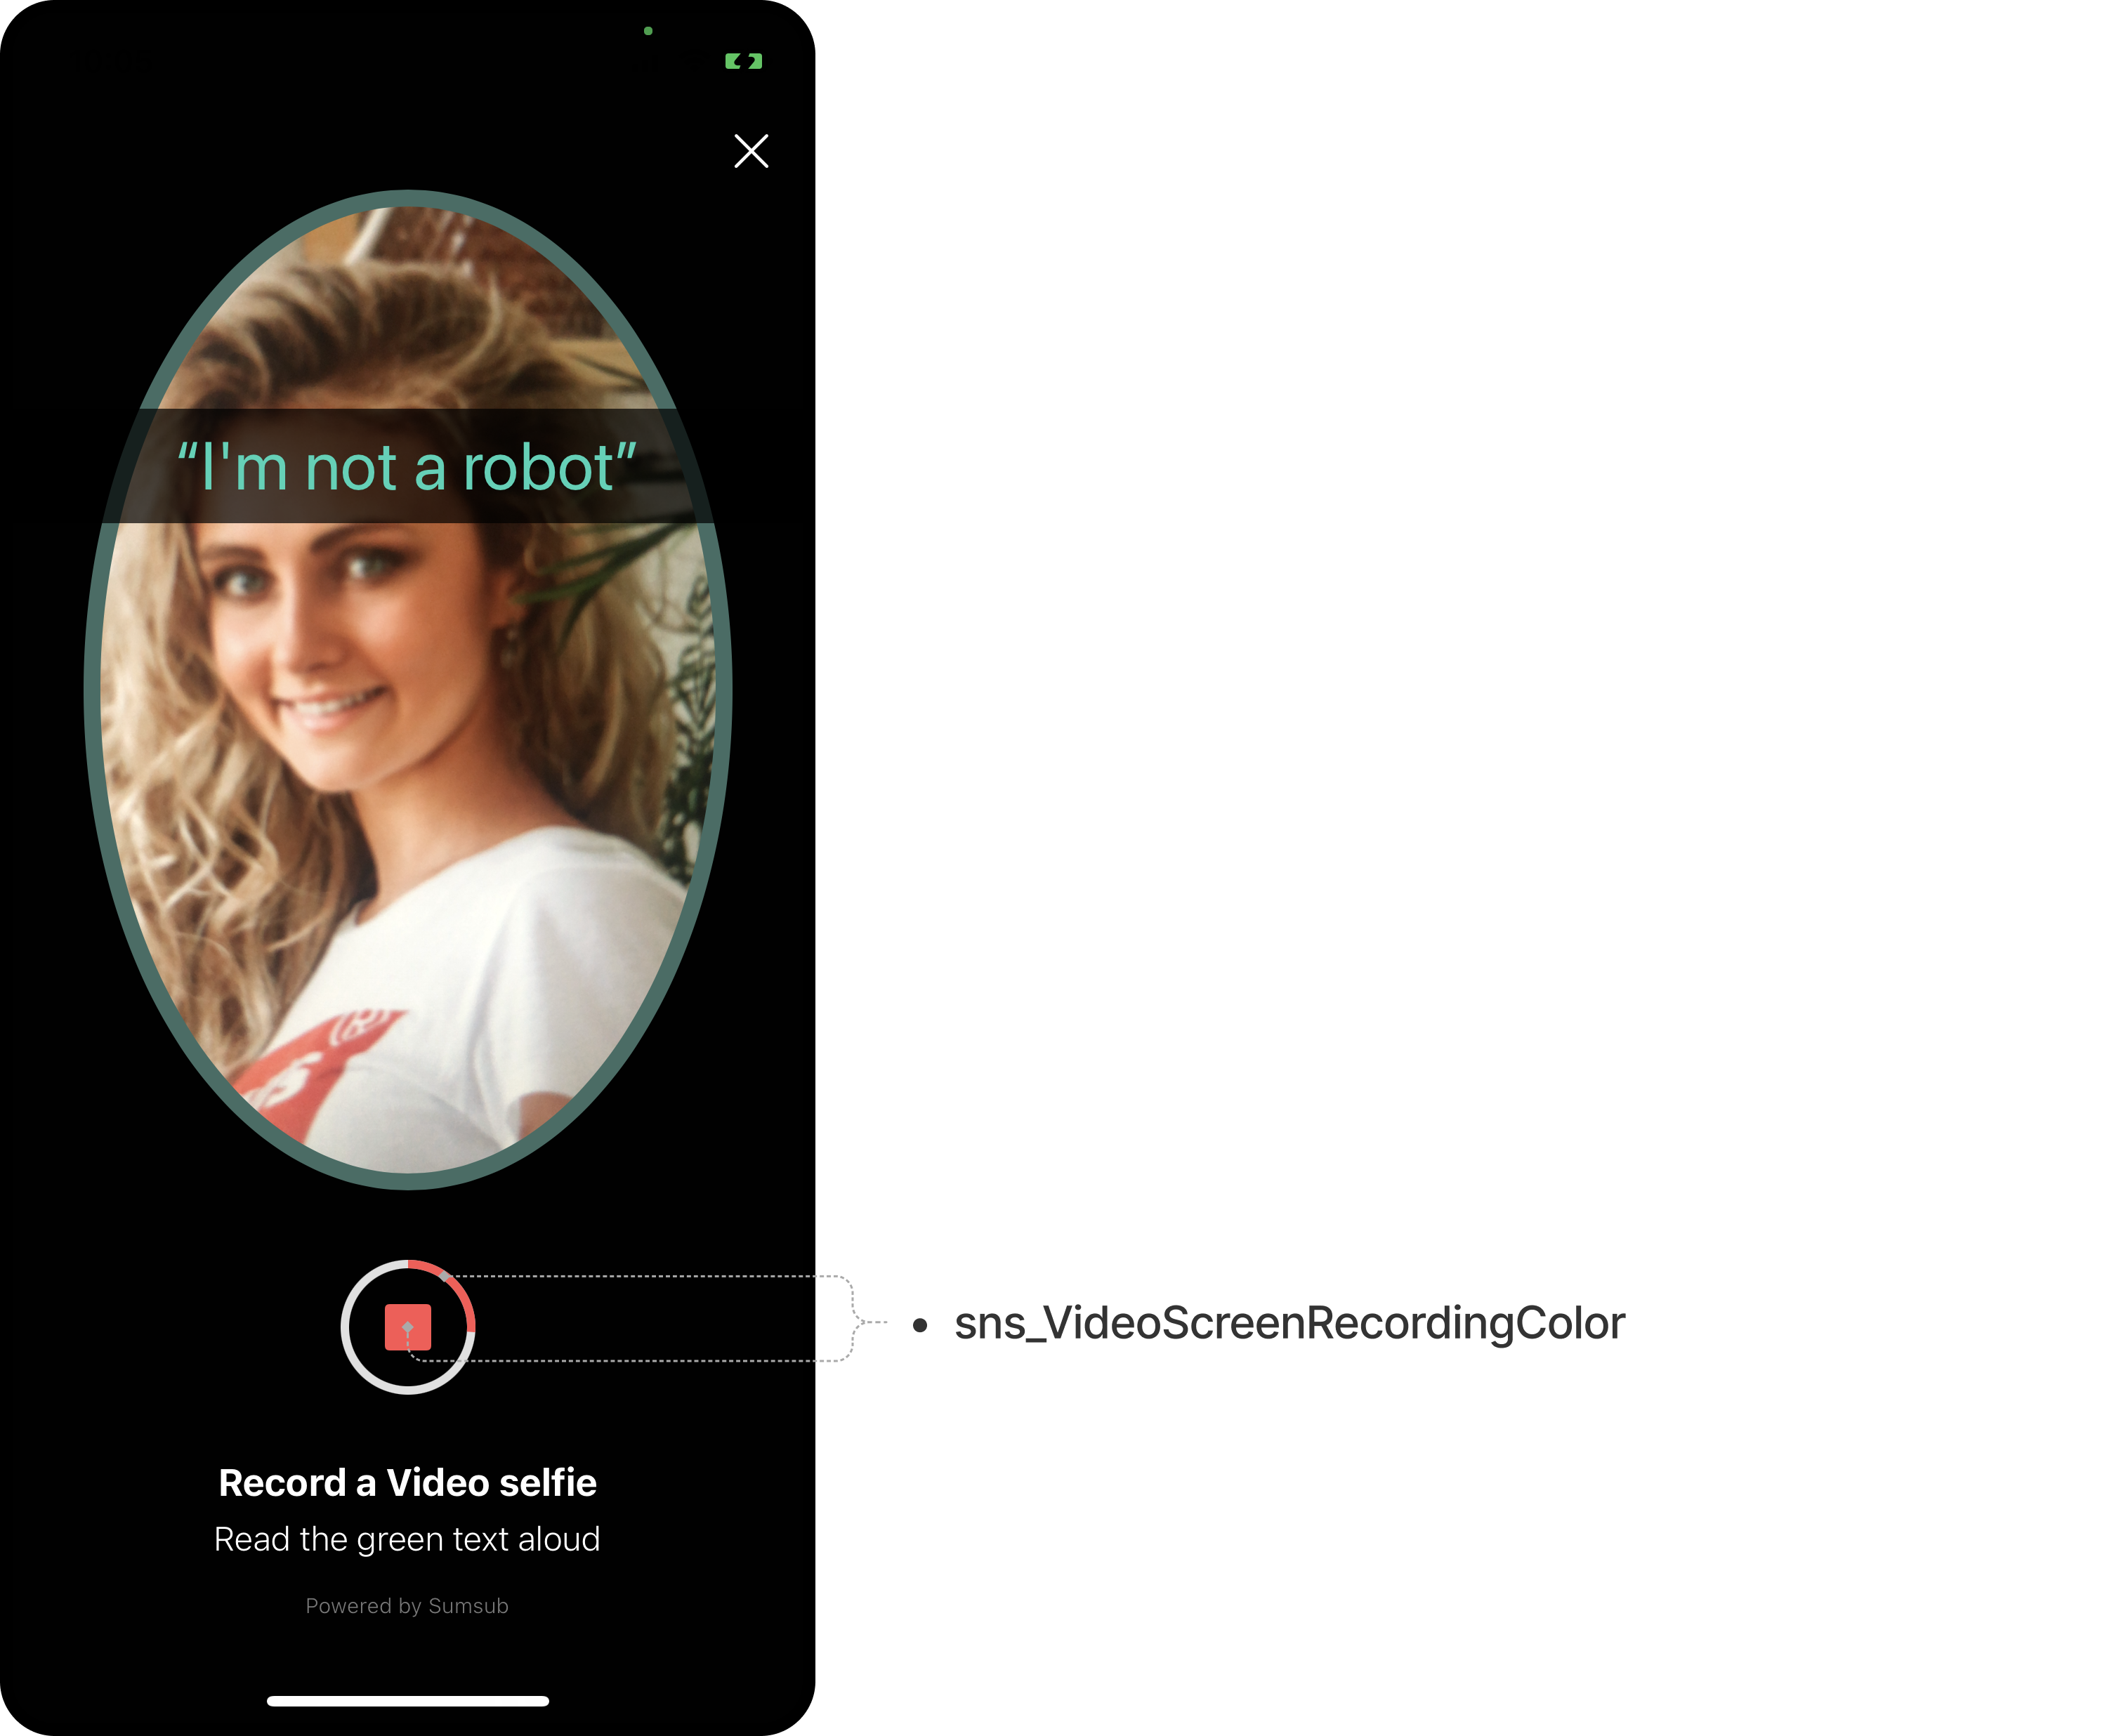 “I'm not a robot”
• sns_VideoScreenRecordingColor
Record a Video selfie
Read the green text aloud
Powered by Sumsub